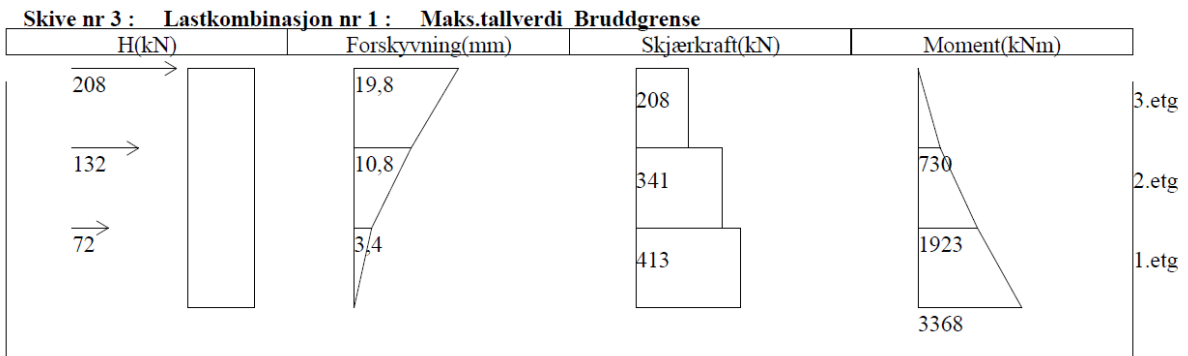 Skive nr 3 : Lastkombinasjon nr 1 : Maks.tallverdi Bruddgrense
H(kN) Forskyvning(mm) Skjærkraft(kN) Moment(kNm)
208 19,8 208 3.etg
132 10,8 341 730 2.etg
72 3,4 413 1923 1.etg
3368